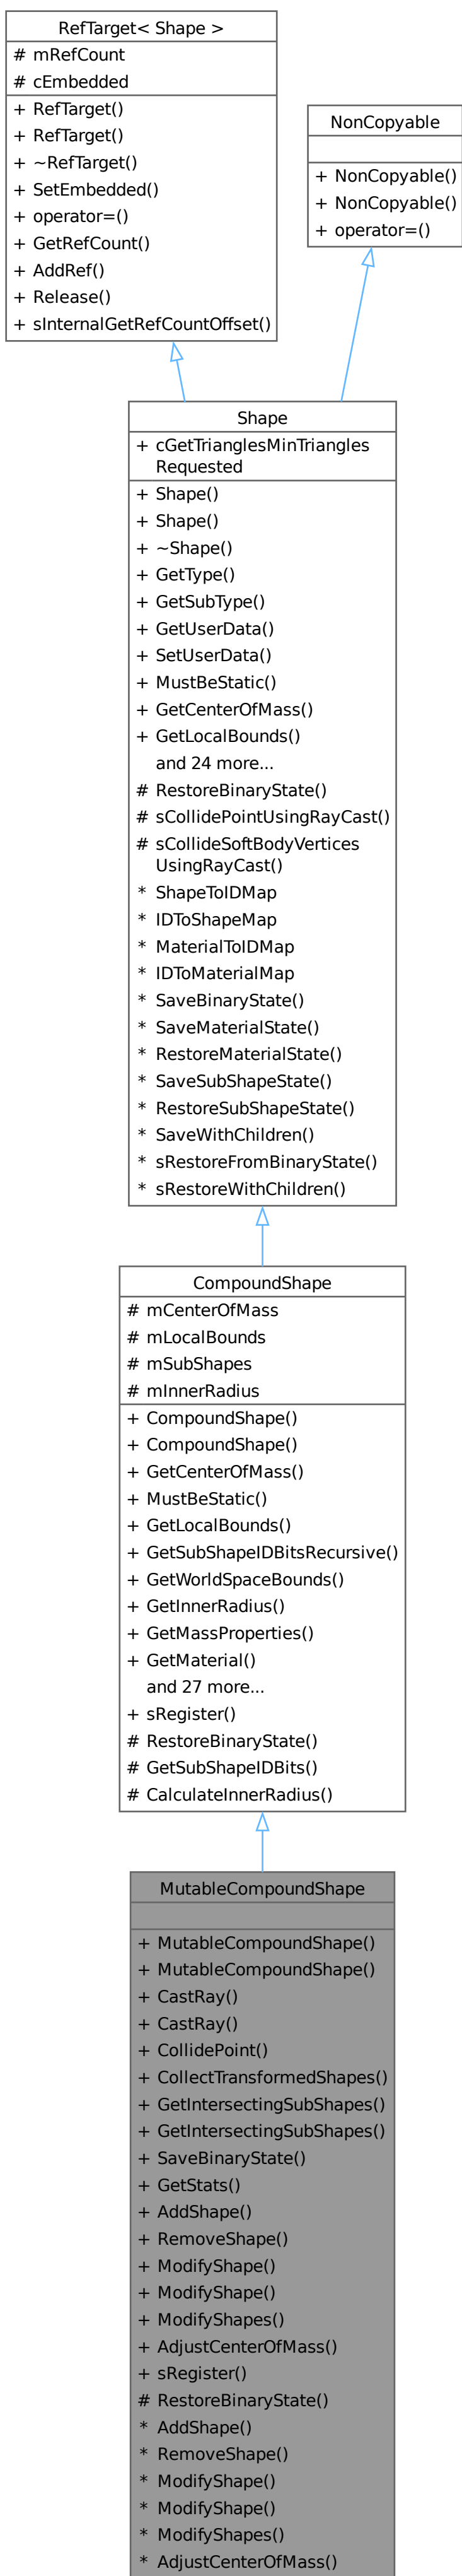 RefTarget< Shape >
# mRefCount
# cEmbedded
+ RefTarget()
+ RefTarget()
+ ~RefTarget()
+ SetEmbedded()
+ operator=()
+ GetRefCount()
+ AddRef()
+ Release()
+ sInternalGetRefCountOffset()
NonCopyable
+ NonCopyable()
+ NonCopyable()
+ operator=()
Shape
+ cGetTrianglesMinTriangles
Requested
+ Shape()
+ Shape()
+ ~Shape()
+ GetType()
+ GetSubType()
+ GetUserData()
+ SetUserData()
+ MustBeStatic()
+ GetCenterOfMass()
+ GetLocalBounds()
and 24 more...
# RestoreBinaryState()
# sCollidePointUsingRayCast()
# sCollideSoftBodyVertices
UsingRayCast()
* ShapeToIDMap
* IDToShapeMap
* MaterialToIDMap
* IDToMaterialMap
* SaveBinaryState()
* SaveMaterialState()
* RestoreMaterialState()
* SaveSubShapeState()
* RestoreSubShapeState()
* SaveWithChildren()
* sRestoreFromBinaryState()
* sRestoreWithChildren()
CompoundShape
# mCenterOfMass
# mLocalBounds
# mSubShapes
# mInnerRadius
+ CompoundShape()
+ CompoundShape()
+ GetCenterOfMass()
+ MustBeStatic()
+ GetLocalBounds()
+ GetSubShapeIDBitsRecursive()
+ GetWorldSpaceBounds()
+ GetInnerRadius()
+ GetMassProperties()
+ GetMaterial()
and 27 more...
+ sRegister()
# RestoreBinaryState()
# GetSubShapeIDBits()
# CalculateInnerRadius()
MutableCompoundShape
+ MutableCompoundShape()
+ MutableCompoundShape()
+ CastRay()
+ CastRay()
+ CollidePoint()
+ CollectTransformedShapes()
+ GetIntersectingSubShapes()
+ GetIntersectingSubShapes()
+ SaveBinaryState()
+ GetStats()
+ AddShape()
+ RemoveShape()
+ ModifyShape()
+ ModifyShape()
+ ModifyShapes()
+ AdjustCenterOfMass()
+ sRegister()
# RestoreBinaryState()
* AddShape()
* RemoveShape()
* ModifyShape()
* ModifyShape()
* ModifyShapes()
* AdjustCenterOfMass()